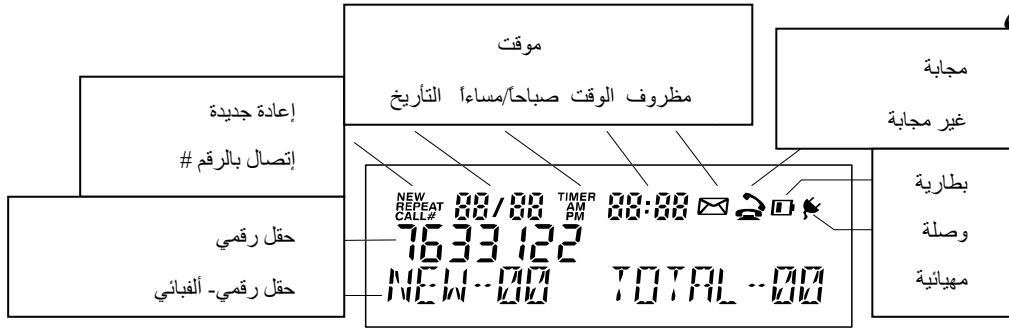 موقت
مظروف الوقت صباحاً/مساءاً التأريخ
مجابة
غير مجابة
إعادة جديدة
إتصال بالرقم #
بطارية
وصلة
مهيائية
حقل رقمي
حقل رقمي- ألفبائي
NEW
REPEAT
CALL#
88/88
TIMER
AM
PM
88:88
7633122
NEW--00 TOTAL--00